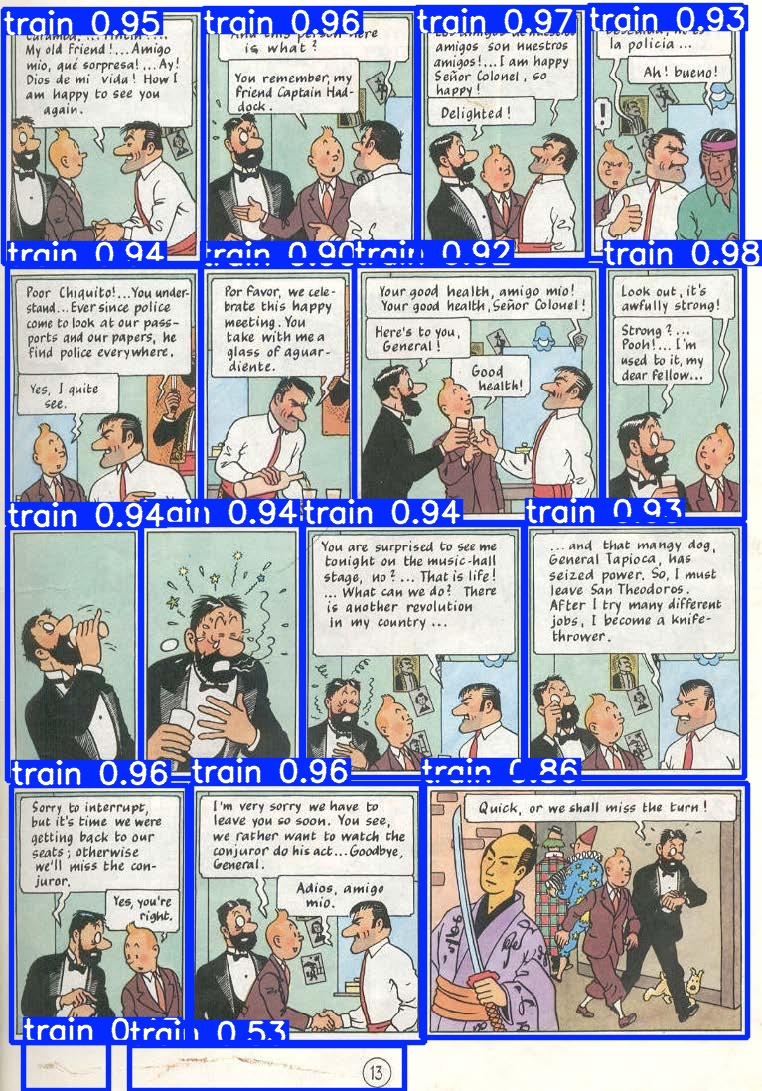 train 0.95
My old friend!...Amigo
mio, qué sorpresa!...Ay!
Dios de mi vida! How I
am happy to see you
again.
train 0.96
And this person here
is what?
You remember, my
friend Captain Had-
dock.
train 0.97
Los amigos de nuestros
amigos son nuestros
amigos!... I am happy
Señor Colonel, so
happy!
Delighted!
train 0.93
la policía ...
Ah! bueno!
!
train 0.94
Poor Chiquito!...You under-
stand...Ever since police
come to look at our pass-
ports and our papers, he
find police everywhere.
Yes, I quite
see.
train 0.90
Por favor, we cele-
brate this happy
meeting. You
take with me a
glass of aguar-
diente.
train 0.92
Your good health, amigo mio!
Your good health, Señor Colonel!
Here's to you,
General!
Good
health!
train 0.98
Look out, it's
awfully strong!
Strong?...
Pooh!... I'm
used to it, my
dear fellow...
train 0.94
ain 0.94
train 0.94
You are surprised to see me
tonight on the music-hall
stage, no? ... That is life!
... What can we do? There
is another revolution
in my country ...
train 0.93
... and that mangy dog,
General Tapioca, has
seized power. So, I must
leave San Theodoros.
After I try many different
jobs, I become a knife-
thrower.
train 0.96
Sorry to interrupt,
but it's time we were
getting back to our
seats; otherwise
we'll miss the con-
juror.
Yes, you're
right.
train 0.96
I'm very sorry we have to
leave you so soon. You see,
we rather want to watch the
conjuror do his act...Goodbye,
General.
Adios, amigo
mio.
train 0.86
Quick, or we shall miss the turn!
train
train 0.53
13